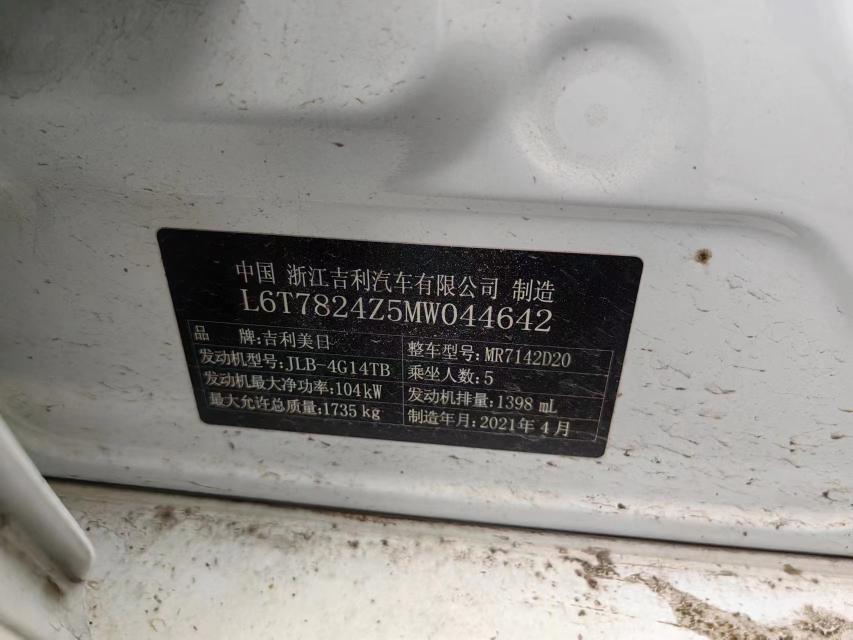 中国 浙江吉利汽车有限公司 制造
L6T7824Z5MW044642
品 牌:吉利美日 整车型号:MR7142D20
发动机型号:JLB-4G14TB 乘坐人数:5
发动机最大净功率:104kW 发动机排量:1398 mL
最大允许总质量:1735 kg 制造年月:2021年4月